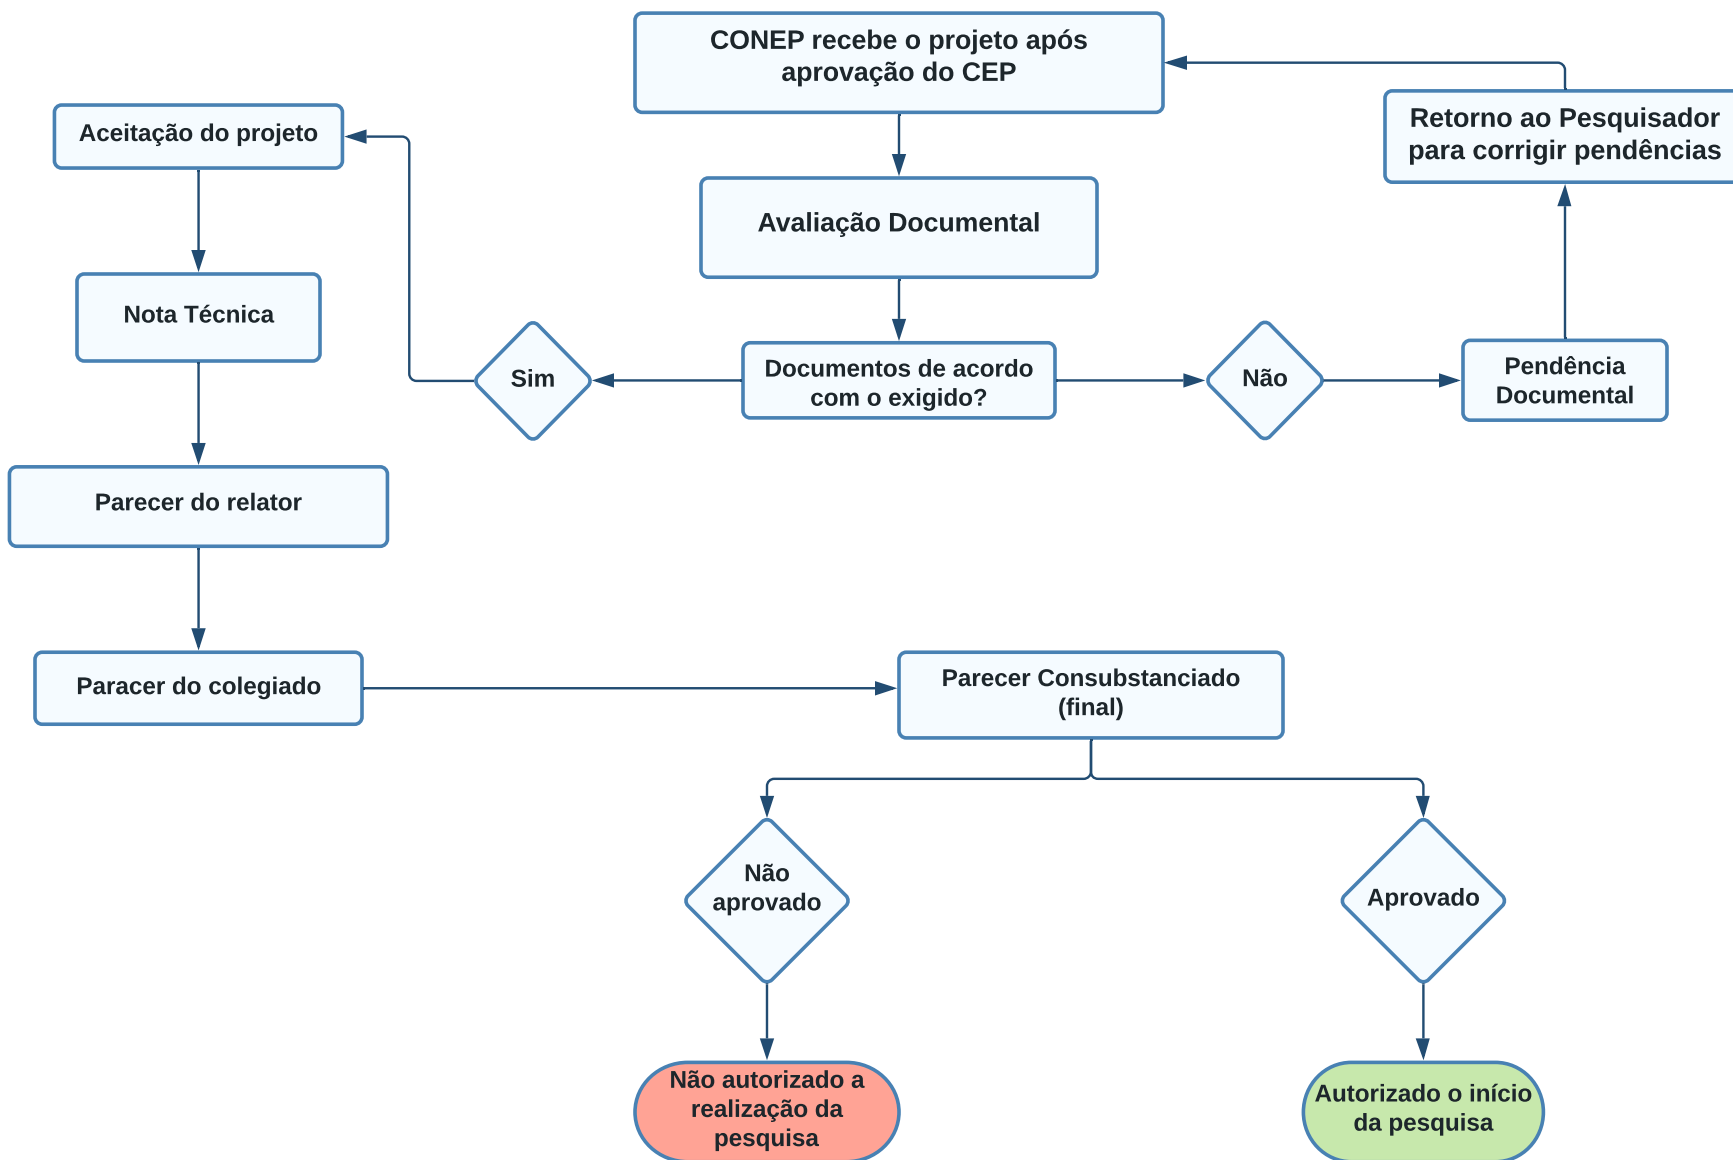 CONEP recebe o projeto após
aprovação do CEP
Retorno ao Pesquisador
para corrigir pendências
Aceitação do projeto
Avaliação Documental
Nota Técnica
Sim
Documentos de acordo
com o exigido?
Não
Pendência
Documental
Parecer do relator
Paracer do colegiado
Parecer Consubstanciado
(final)
Não
aprovado
Aprovado
Não autorizado a
realização da
pesquisa
Autorizado o início
da pesquisa